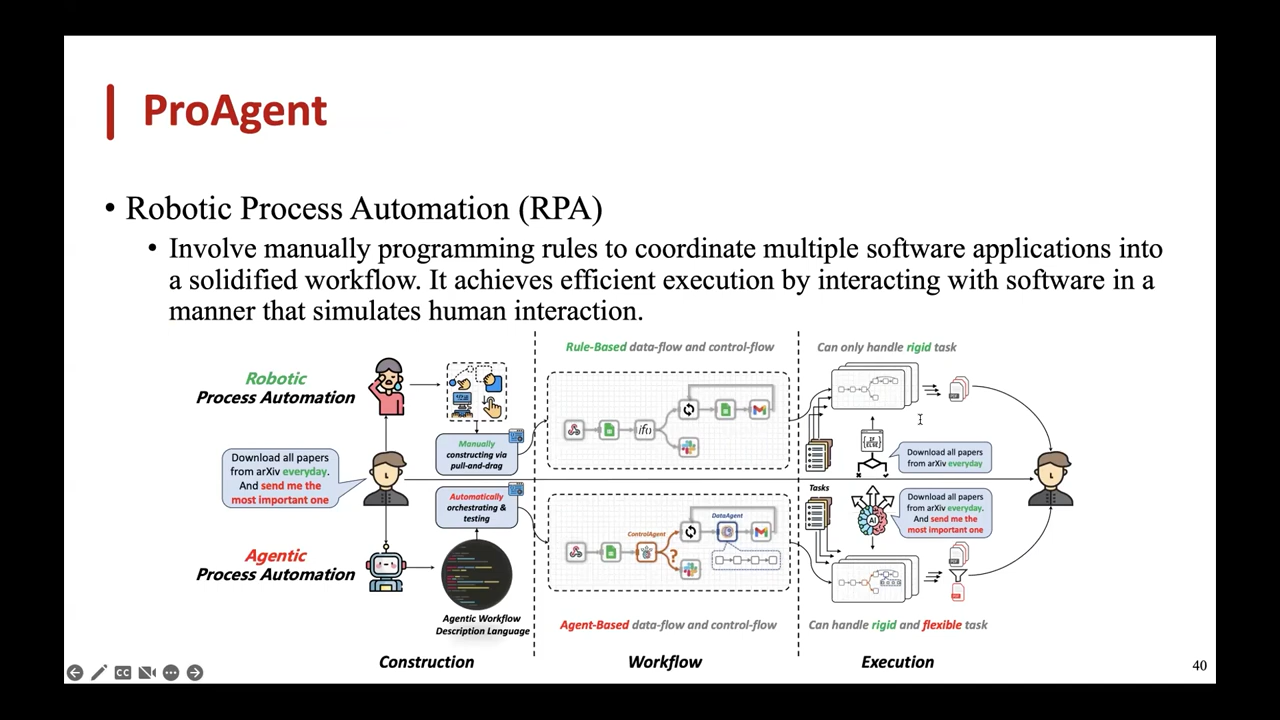 ProAgent
• Robotic Process Automation (RPA)
• Involve manually programming rules to coordinate multiple software applications into
a solidified workflow. It achieves efficient execution by interacting with software in a
manner that simulates human interaction.
Rule-Based data-flow and control-flow
Can only handle rigid task
Robotic
Process Automation
Manually
constructing via
pull-and-drag
Download all papers
from arXiv everyday.
And send me the
most important one
Download all papers
from arXiv everyday
Automatically
orchestrating &
testing
Tasks
Download all papers
from arXiv everyday.
And send me the
most important one
ControlAgent
DataAgent
IF
ELSE
AI
?
PDF
Agentic
Process Automation
Agentic Workflow
Description Language
Agent-Based data-flow and control-flow
Can handle rigid and flexible task
Construction
Workflow
Execution
40
CC